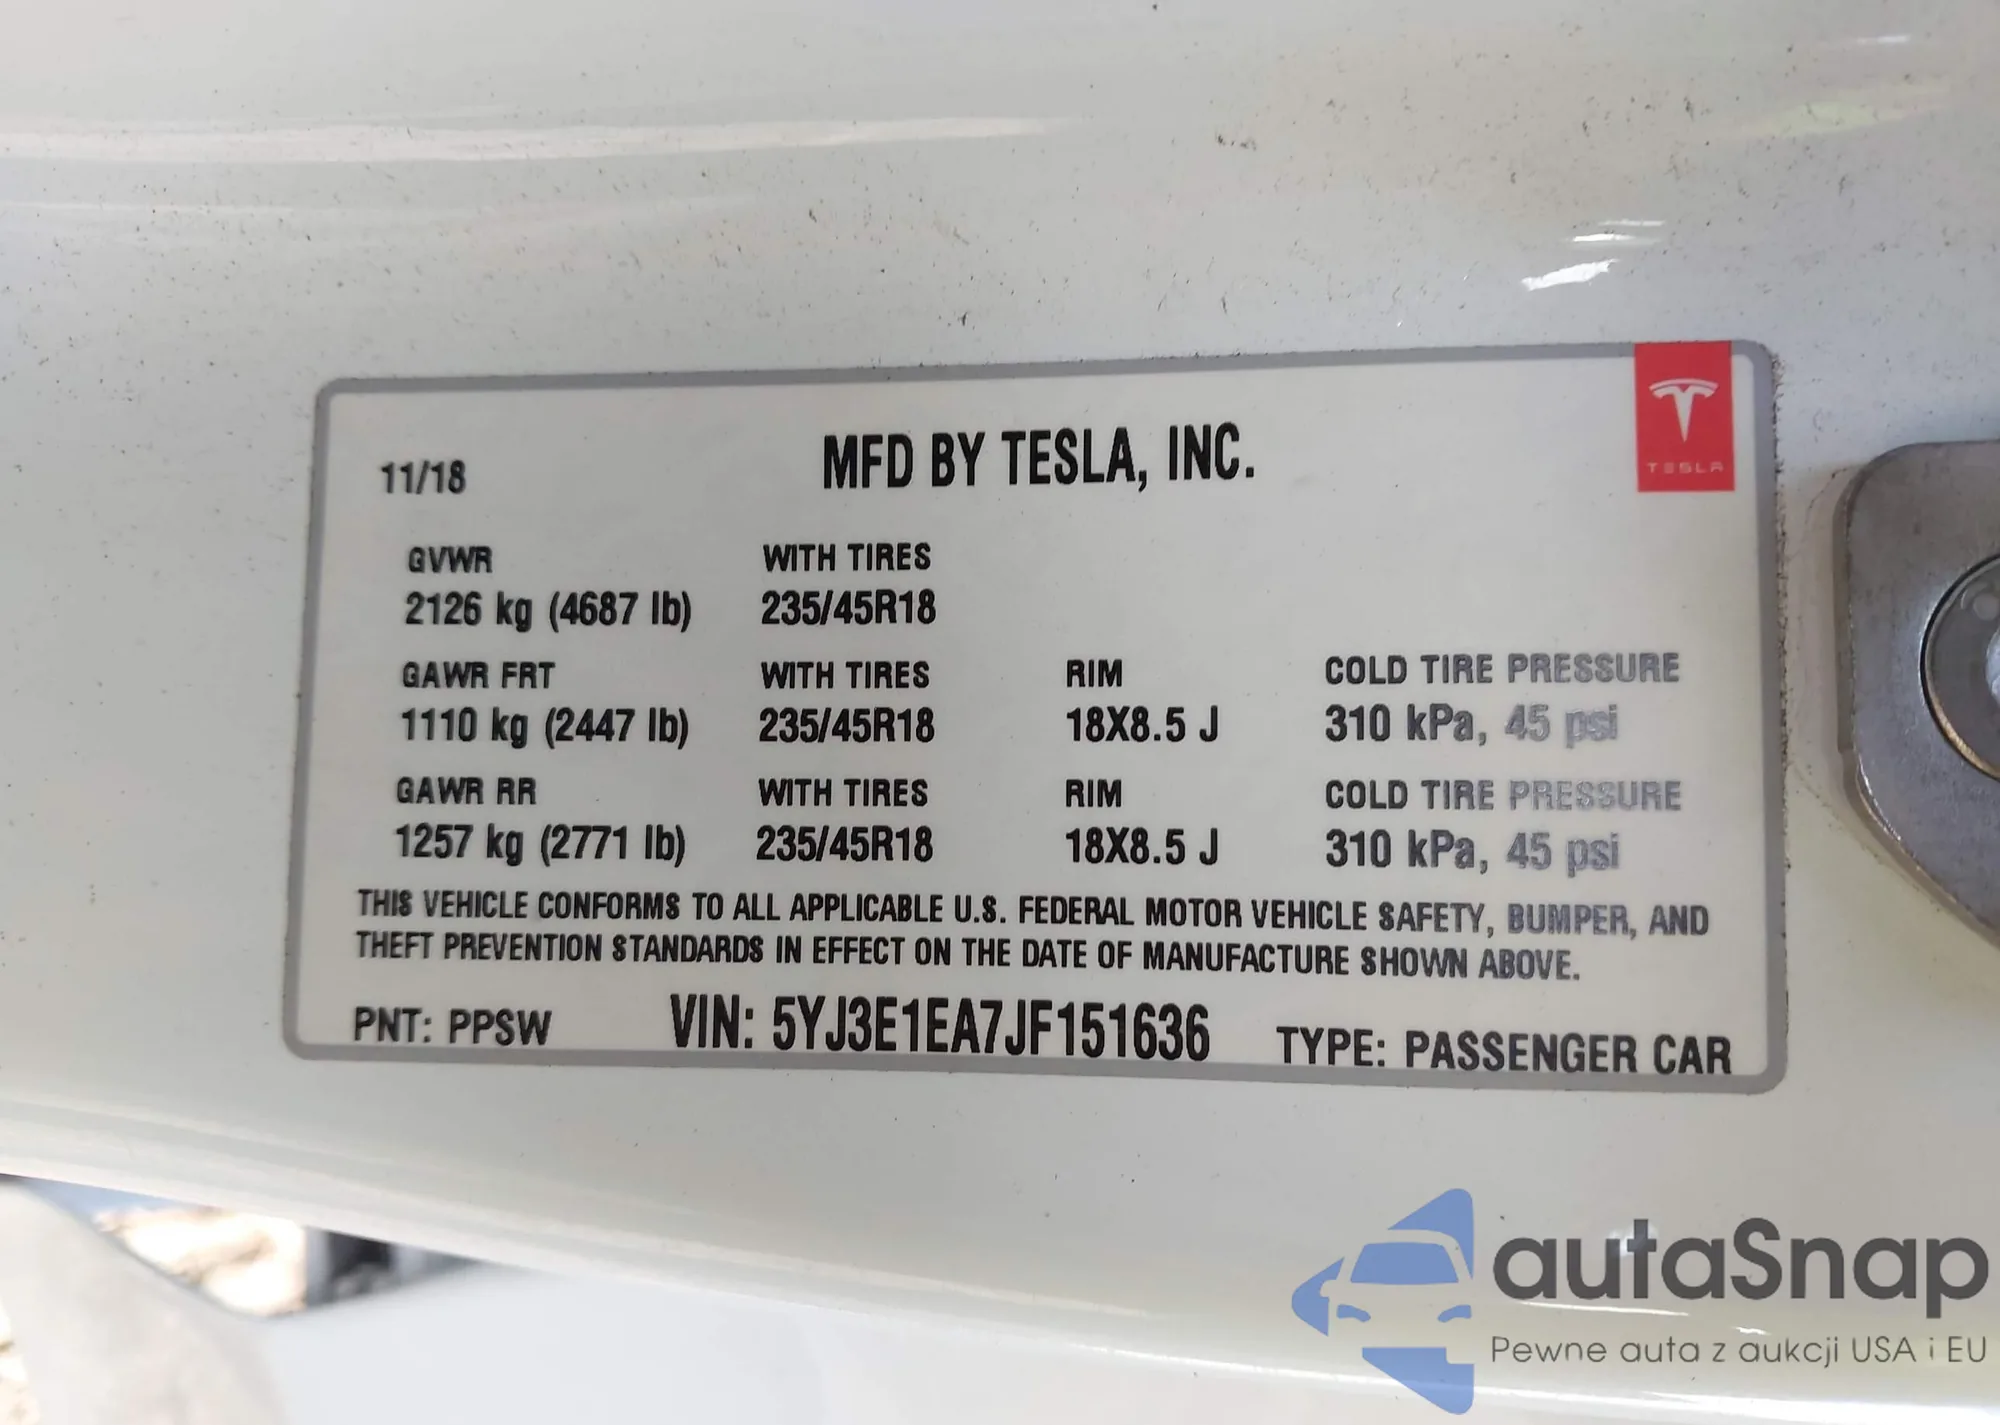 TESLA
11/18 MFD BY TESLA, INC.
GVWR WITH TIRES
2126 kg (4687 lb) 235/45R18
GAWR FRT WITH TIRES RIM COLD TIRE PRESSURE
1110 kg (2447 lb) 235/45R18 18X8.5 J 310 kPa, 45 psi
GAWR RR WITH TIRES RIM COLD TIRE PRESSURE
1257 kg (2771 lb) 235/45R18 18X8.5 J 310 kPa, 45 psi
THIS VEHICLE CONFORMS TO ALL APPLICABLE U.S. FEDERAL MOTOR VEHICLE SAFETY, BUMPER, AND
THEFT PREVENTION STANDARDS IN EFFECT ON THE DATE OF MANUFACTURE SHOWN ABOVE.
PNT: PPSW VIN: 5YJ3E1EA7JF151636 TYPE: PASSENGER CAR
autaSnap
Pewne auta z aukcji USA i EU